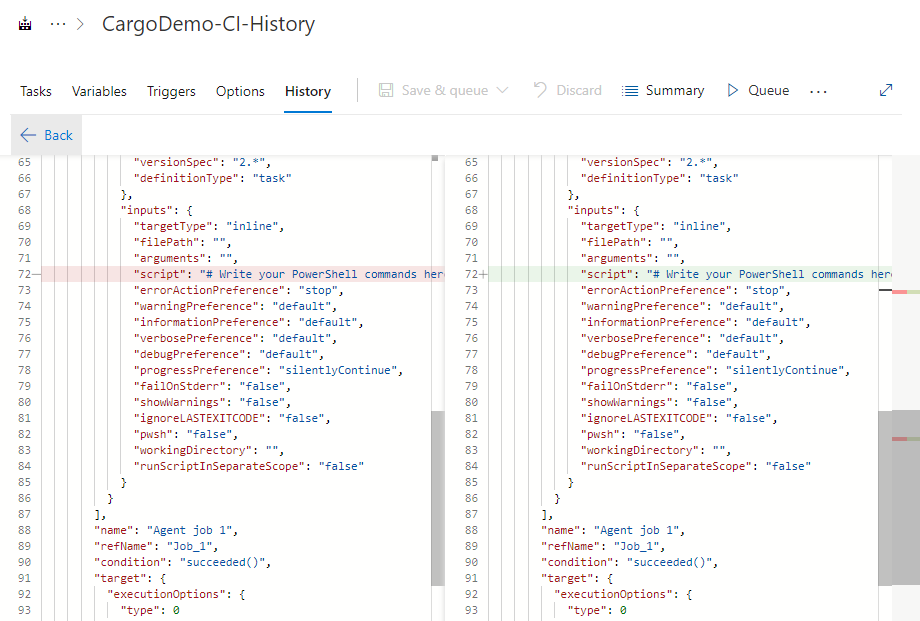 CargoDemo-CI-History
Tasks Variables Triggers Options History Save & queue Discard Summary Queue
Back
65 "versionSpec": "2.*",
66 "definitionType": "task"
67 },
68 "inputs": {
69 "targetType": "inline",
70 "filePath": "",
71 "arguments": "",
72− "script": "# Write your PowerShell commands her
73 "errorActionPreference": "stop",
74 "warningPreference": "default",
75 "informationPreference": "default",
76 "verbosePreference": "default",
77 "debugPreference": "default",
78 "progressPreference": "silentlyContinue",
79 "failOnStderr": "false",
80 "showWarnings": "false",
81 "ignoreLASTEXITCODE": "false",
82 "pwsh": "false",
83 "workingDirectory": "",
84 "runScriptInSeparateScope": "false"
85 }
86 }
87 ],
88 "name": "Agent job 1",
89 "refName": "Job_1",
90 "condition": "succeeded()",
91 "target": {
92 "executionOptions": {
93 "type": 0
65 "versionSpec": "2.*",
66 "definitionType": "task"
67 },
68 "inputs": {
69 "targetType": "inline",
70 "filePath": "",
71 "arguments": "",
72+ "script": "# Write your PowerShell commands here
73 "errorActionPreference": "stop",
74 "warningPreference": "default",
75 "informationPreference": "default",
76 "verbosePreference": "default",
77 "debugPreference": "default",
78 "progressPreference": "silentlyContinue",
79 "failOnStderr": "false",
80 "showWarnings": "false",
81 "ignoreLASTEXITCODE": "false",
82 "pwsh": "false",
83 "workingDirectory": "",
84 "runScriptInSeparateScope": "false"
85 }
86 }
87 ],
88 "name": "Agent job 1",
89 "refName": "Job_1",
90 "condition": "succeeded()",
91 "target": {
92 "executionOptions": {
93 "type": 0